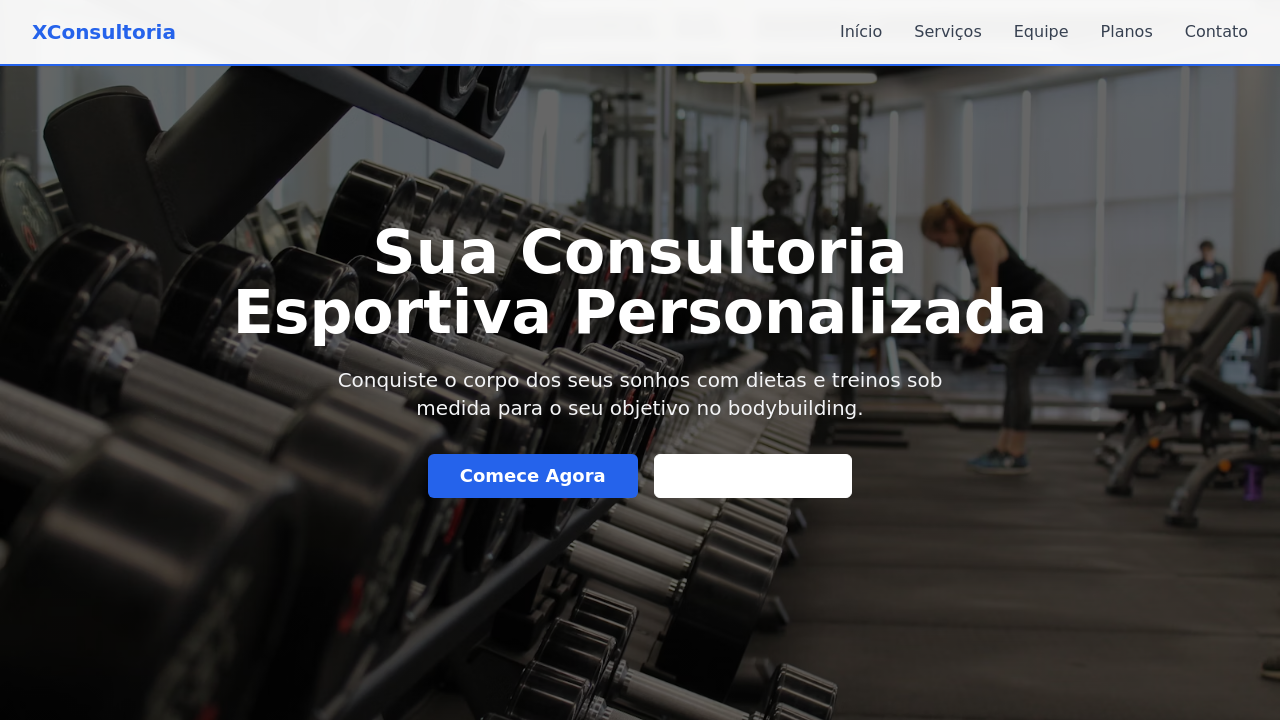 XConsultoria
Início
Serviços
Equipe
Planos
Contato
Sua Consultoria
Esportiva Personalizada
Conquiste o corpo dos seus sonhos com dietas e treinos sob
medida para o seu objetivo no bodybuilding.
Comece Agora